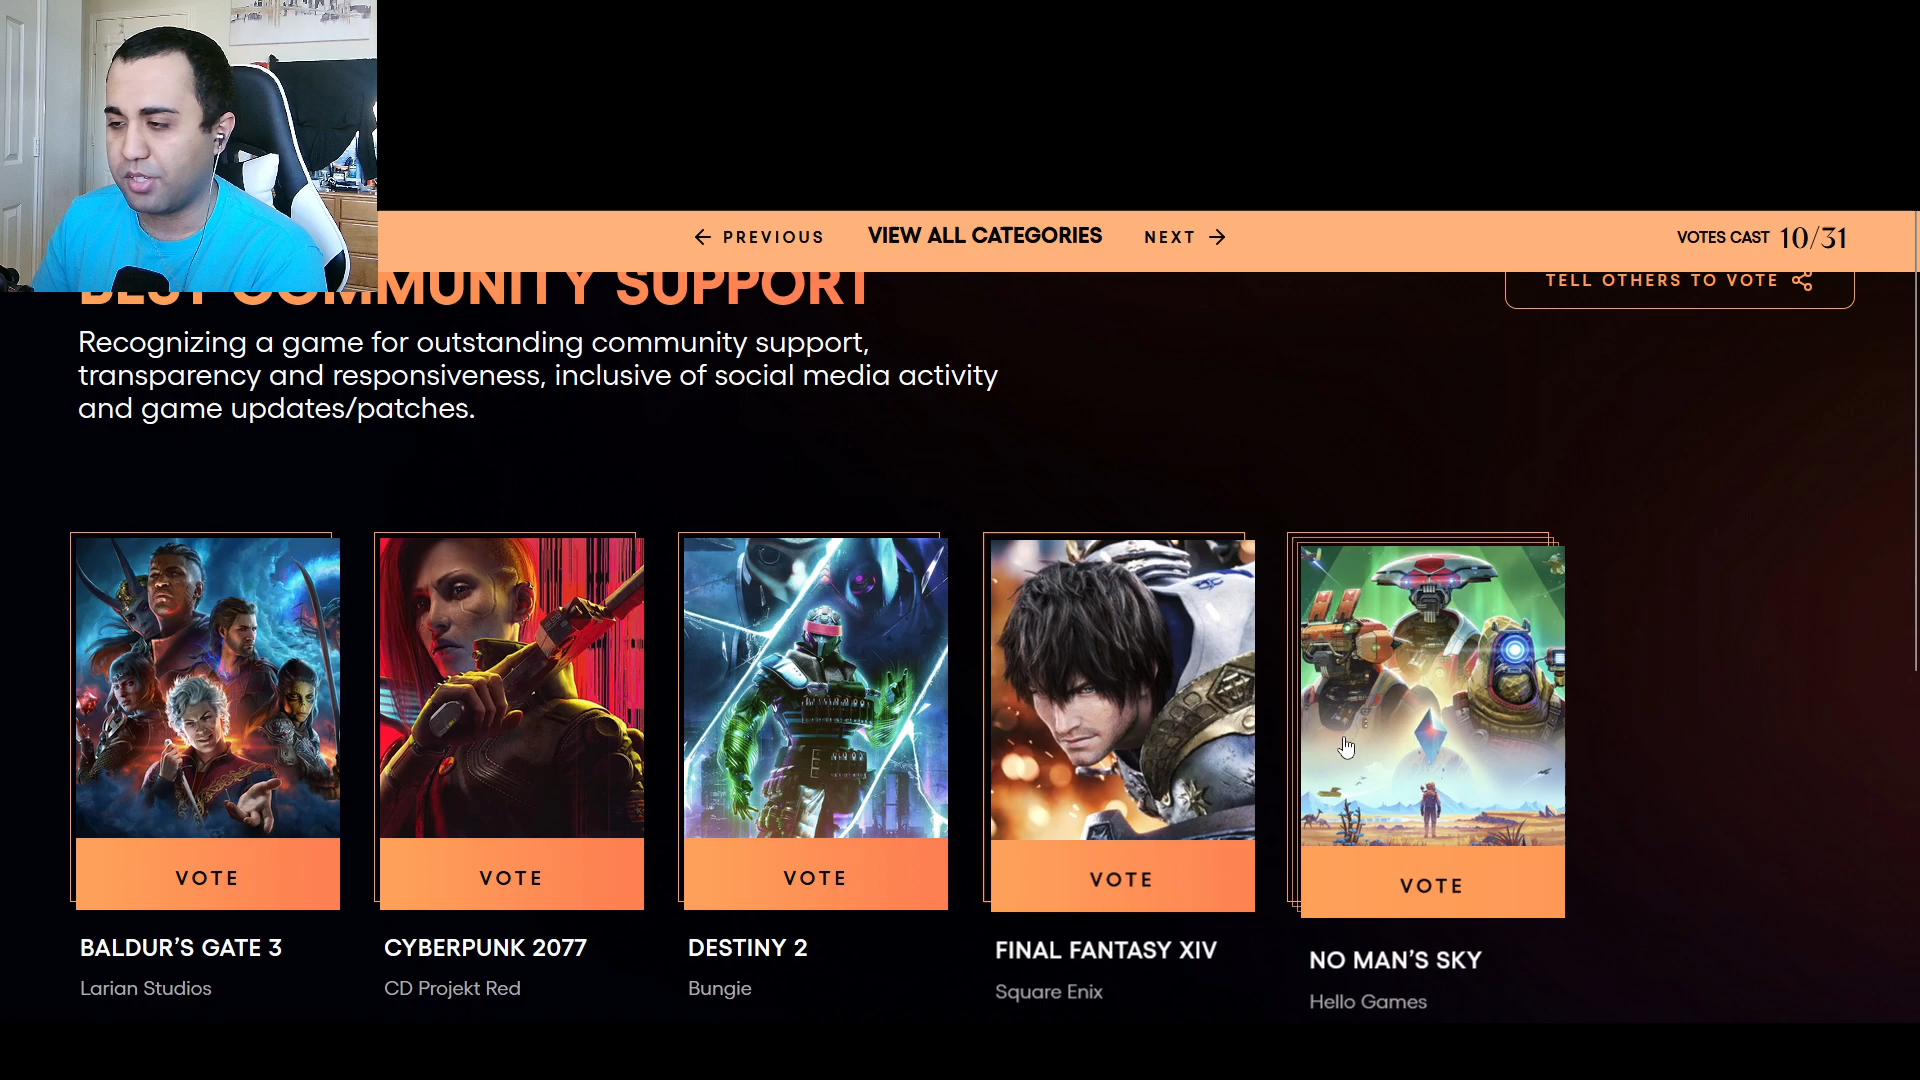 ← PREVIOUS
VIEW ALL CATEGORIES
NEXT →
VOTES CAST 10/31
BEST COMMUNITY SUPPORT
TELL OTHERS TO VOTE
Recognizing a game for outstanding community support,
transparency and responsiveness, inclusive of social media activity
and game updates/patches.
VOTE
VOTE
VOTE
VOTE
VOTE
BALDUR’S GATE 3
Larian Studios
CYBERPUNK 2077
CD Projekt Red
DESTINY 2
Bungie
FINAL FANTASY XIV
Square Enix
NO MAN’S SKY
Hello Games